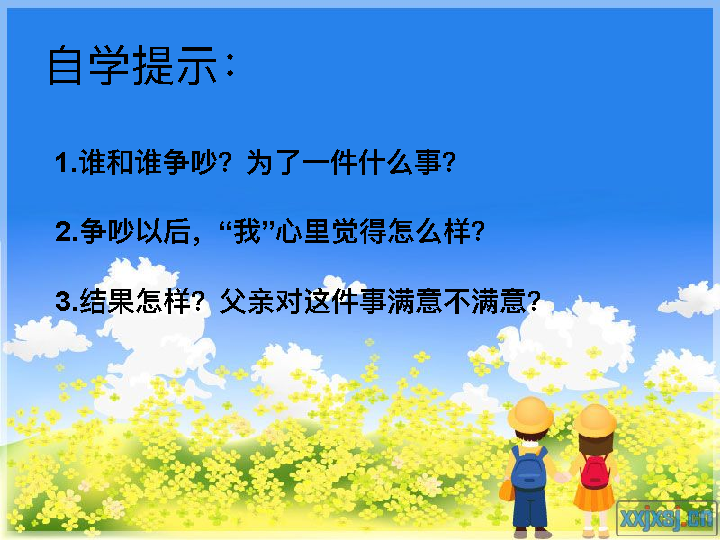 自学提示：
1.谁和谁争吵？为了一件什么事？
2.争吵以后，“我”心里觉得怎么样？
3.结果怎样？父亲对这件事满意不满意？
xxjxsj.cn